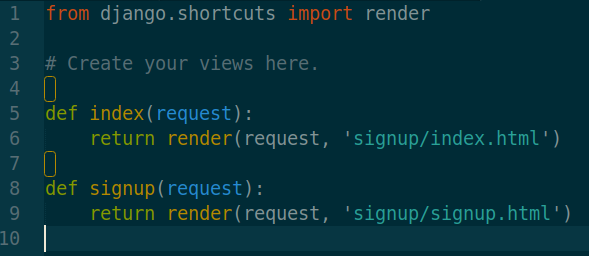 1 from django.shortcuts import render
2
3 # Create your views here.
4
5 def index(request):
6     return render(request, 'signup/index.html')
7
8 def signup(request):
9     return render(request, 'signup/signup.html')
10